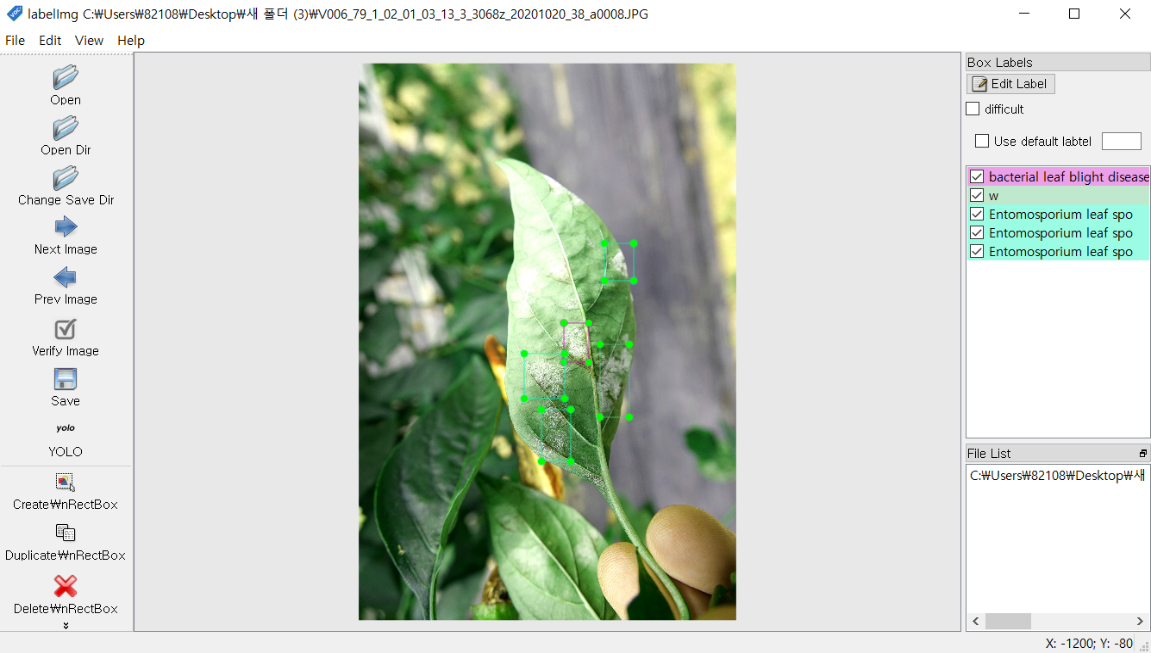 labelImg C:₩Users₩82108₩Desktop₩새 폴더 (3)₩V006_79_1_02_01_03_13_3_3068z_20201020_38_a0008.JPG
File Edit View Help
Open
Open Dir
Change Save Dir
Next Image
Prev Image
Verify Image
Save
yolo
YOLO
Create₩nRectBox
Duplicate₩nRectBox
Delete₩nRectBox
Box Labels
Edit Label
difficult
Use default labtel
bacterial leaf blight disease
w
Entomosporium leaf spo
Entomosporium leaf spo
Entomosporium leaf spo
File List
C:₩Users₩82108₩Desktop₩새
X: -1200; Y: -80